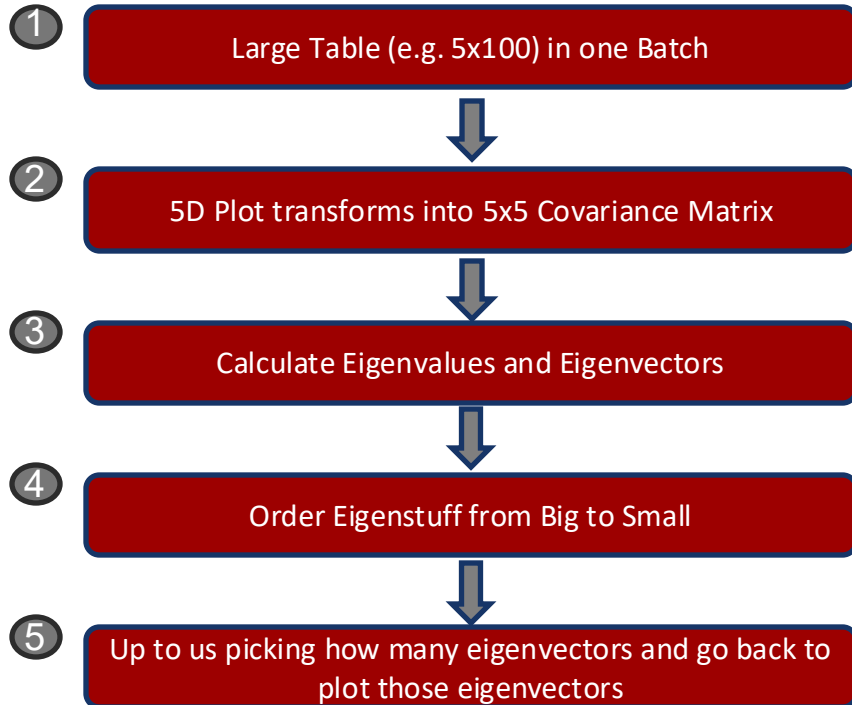 1
Large Table (e.g. 5x100) in one Batch
2
5D Plot transforms into 5x5 Covariance Matrix
3
Calculate Eigenvalues and Eigenvectors
4
Order Eigenstuff from Big to Small
5
Up to us picking how many eigenvectors and go back to
plot those eigenvectors